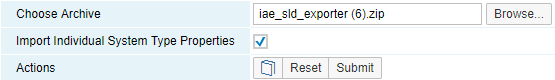 Choose Archive iae_sld_exporter (6).zip Browse...
Import Individual System Type Properties
Actions Reset Submit